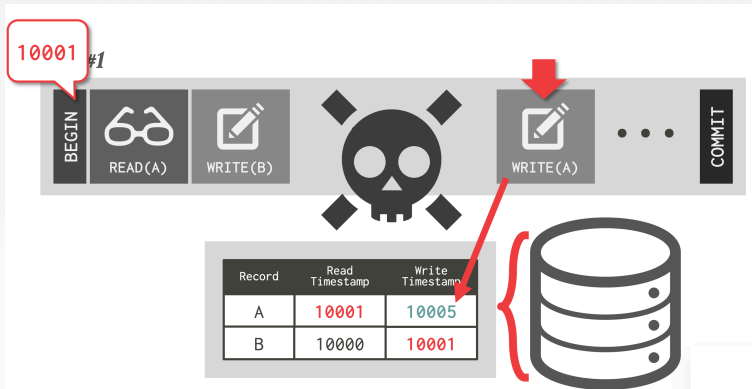 10001
#1
BEGIN
READ(A)
WRITE(B)
WRITE(A)
COMMIT
Record
Read
Timestamp
Write
Timestamp
A
10001
10005
B
10000
10001